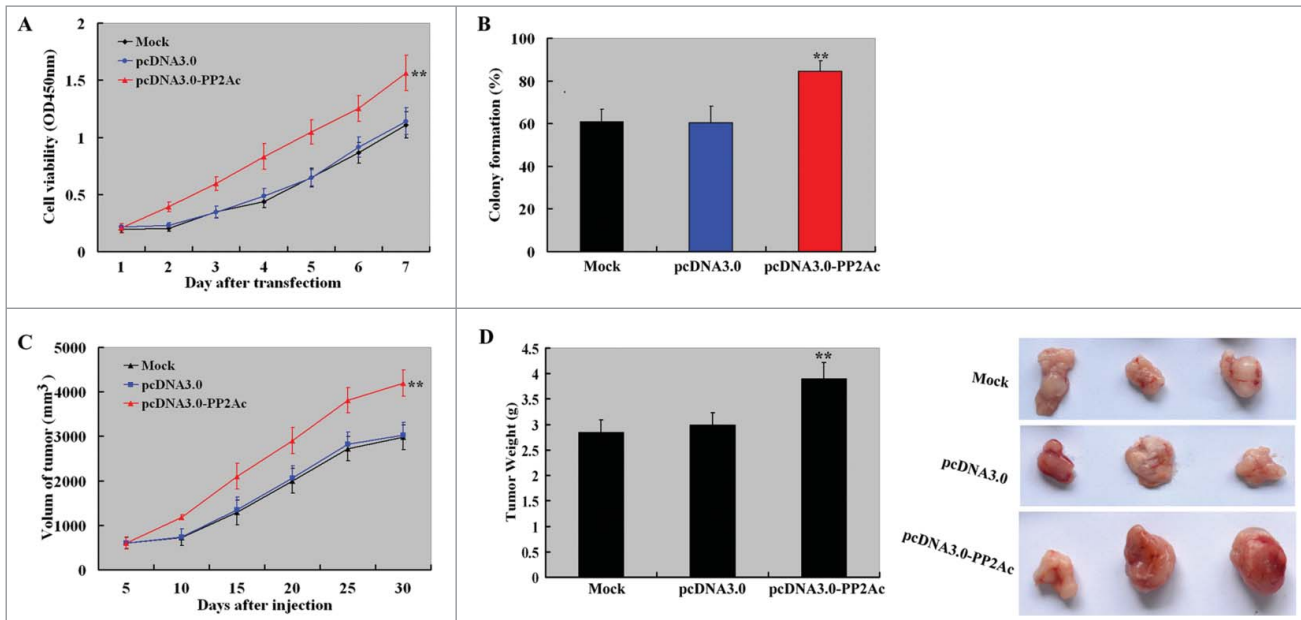 A
Cell viability (OD450nm)
2
1.5
1
0.5
0
Mock
pcDNA3.0
pcDNA3.0-PP2Ac
**
1 2 3 4 5 6 7
Day after transfectiom
B
Colony formation (%)
100
80
60
40
20
0
**
Mock pcDNA3.0 pcDNA3.0-PP2Ac
C
Volum of tumor (mm3)
5000
4000
3000
2000
1000
0
Mock
pcDNA3.0
pcDNA3.0-PP2Ac
**
5 10 15 20 25 30
Days after injection
D
Tumor Weight (g)
4.5
4
3.5
3
2.5
2
1.5
1
0.5
0
**
Mock pcDNA3.0 pcDNA3.0-PP2Ac
Mock
pcDNA3.0
pcDNA3.0-PP2Ac